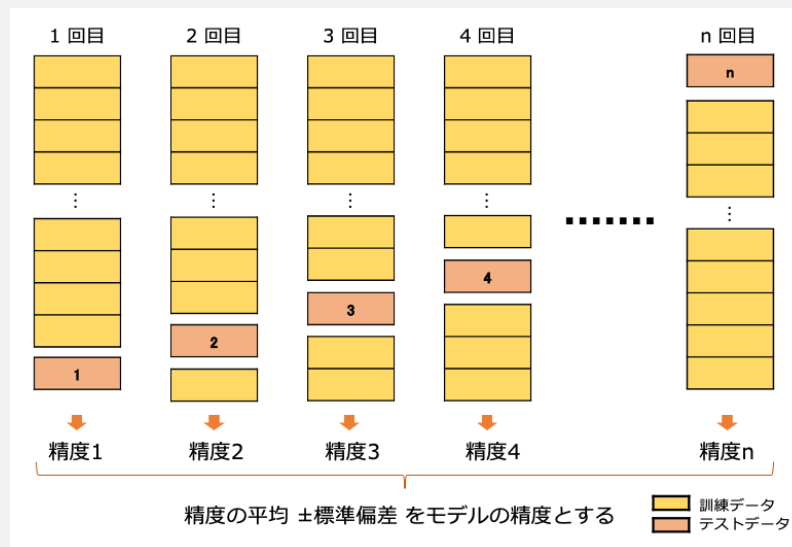 1 回目
2 回目
3 回目
4 回目
n 回目
n
4
3
2
1
精度1
精度2
精度3
精度4
精度n
精度の平均 ±標準偏差 をモデルの精度とする
訓練データ
テストデータ